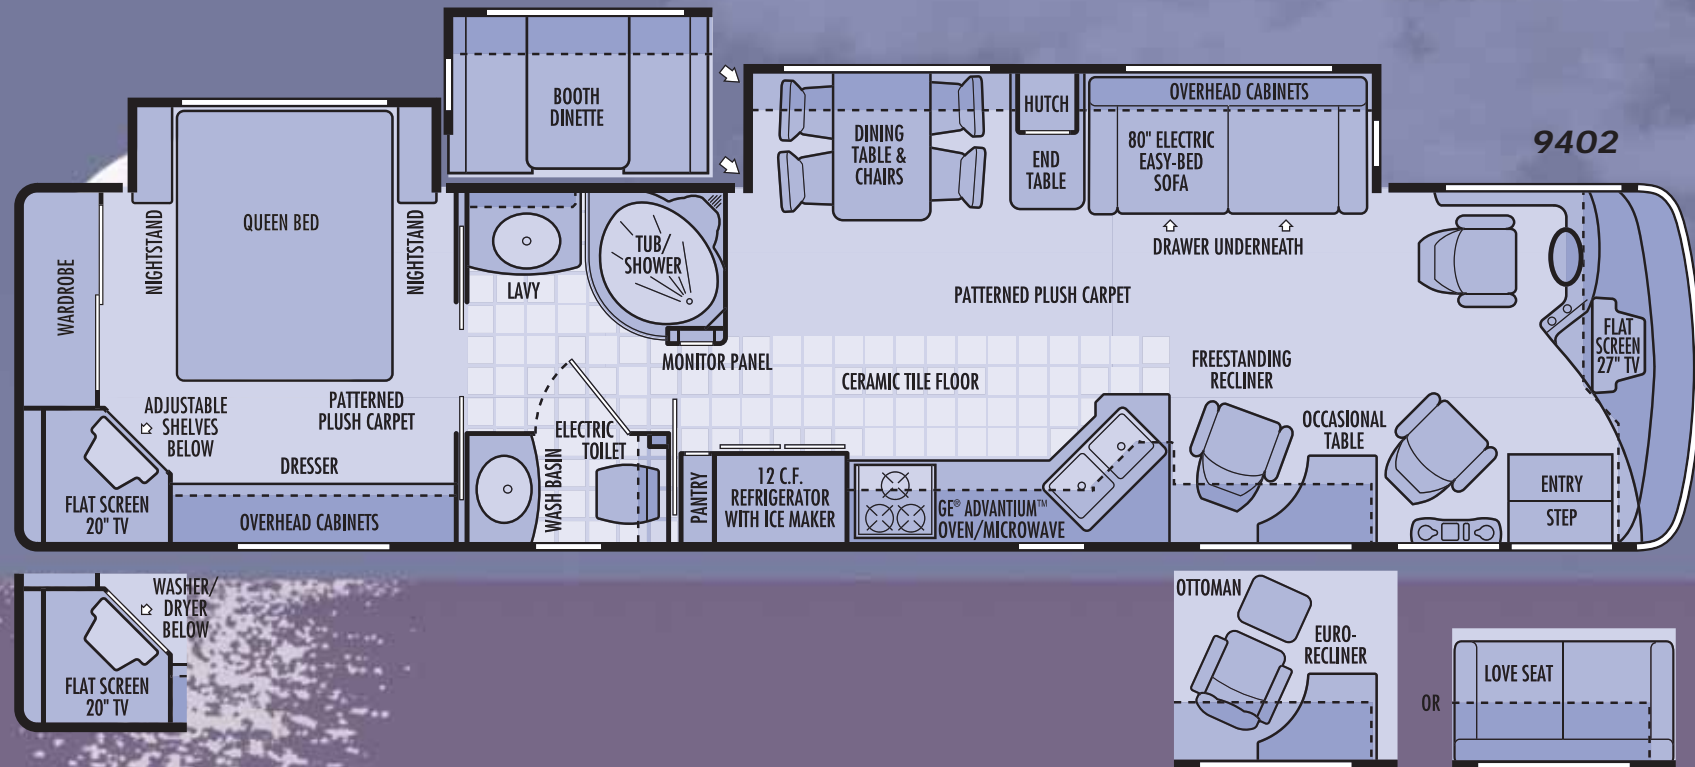 BOOTH
DINETTE
DINING
TABLE &
CHAIRS
HUTCH
END
TABLE
OVERHEAD CABINETS
80" ELECTRIC
EASY-BED
SOFA
9402
DRAWER UNDERNEATH
WARDROBE
NIGHTSTAND
QUEEN BED
NIGHTSTAND
LAVY
TUB/
SHOWER
PATTERNED PLUSH CARPET
FLAT
SCREEN
27" TV
MONITOR PANEL
CERAMIC TILE FLOOR
FREESTANDING
RECLINER
ADJUSTABLE
SHELVES
BELOW
PATTERNED
PLUSH CARPET
ELECTRIC
TOILET
OCCASIONAL
TABLE
DRESSER
FLAT SCREEN
20" TV
OVERHEAD CABINETS
WASH BASIN
PANTRY
12 C.F.
REFRIGERATOR
WITH ICE MAKER
GE® ADVANTIUM™
OVEN/MICROWAVE
ENTRY
STEP
WASHER/
DRYER
BELOW
FLAT SCREEN
20" TV
OTTOMAN
EURO-
RECLINER
OR
LOVE SEAT